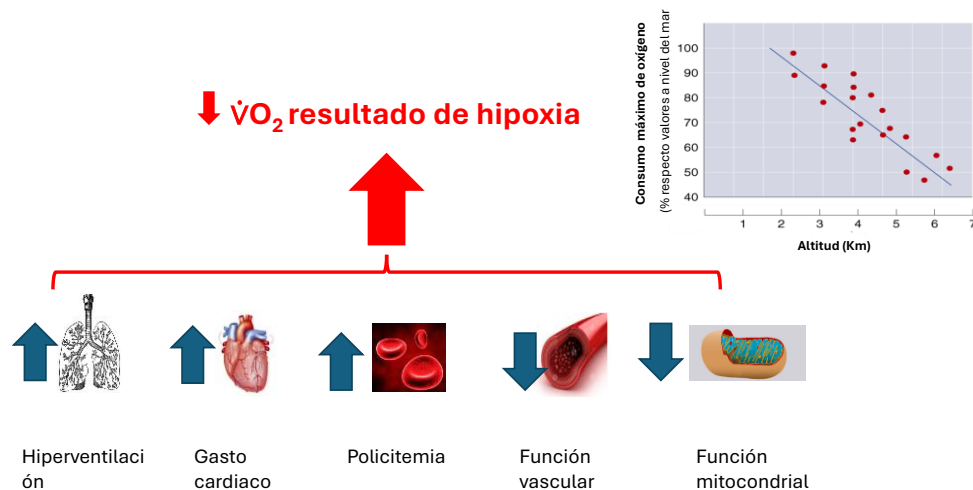 ↓ V̇O₂ resultado de hipoxia
Consumo máximo de oxígeno
(% respecto valores a nivel del mar
100
90
80
70
60
50
40
1 2 3 4 5 6 7
Altitud (Km)
Hiperventilaci
ón
Gasto
cardiaco
Policitemia
Función
vascular
Función
mitocondrial